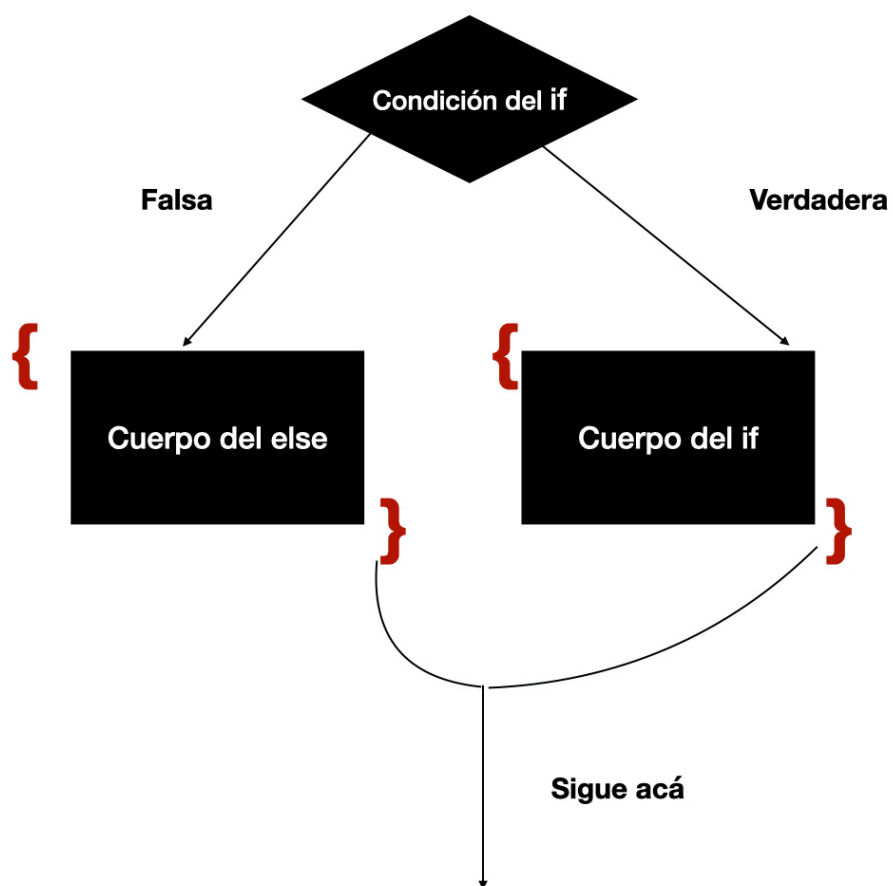 Condición del if
Falsa
Verdadera
{
{
Cuerpo del else
Cuerpo del if
}
}
Sigue acá